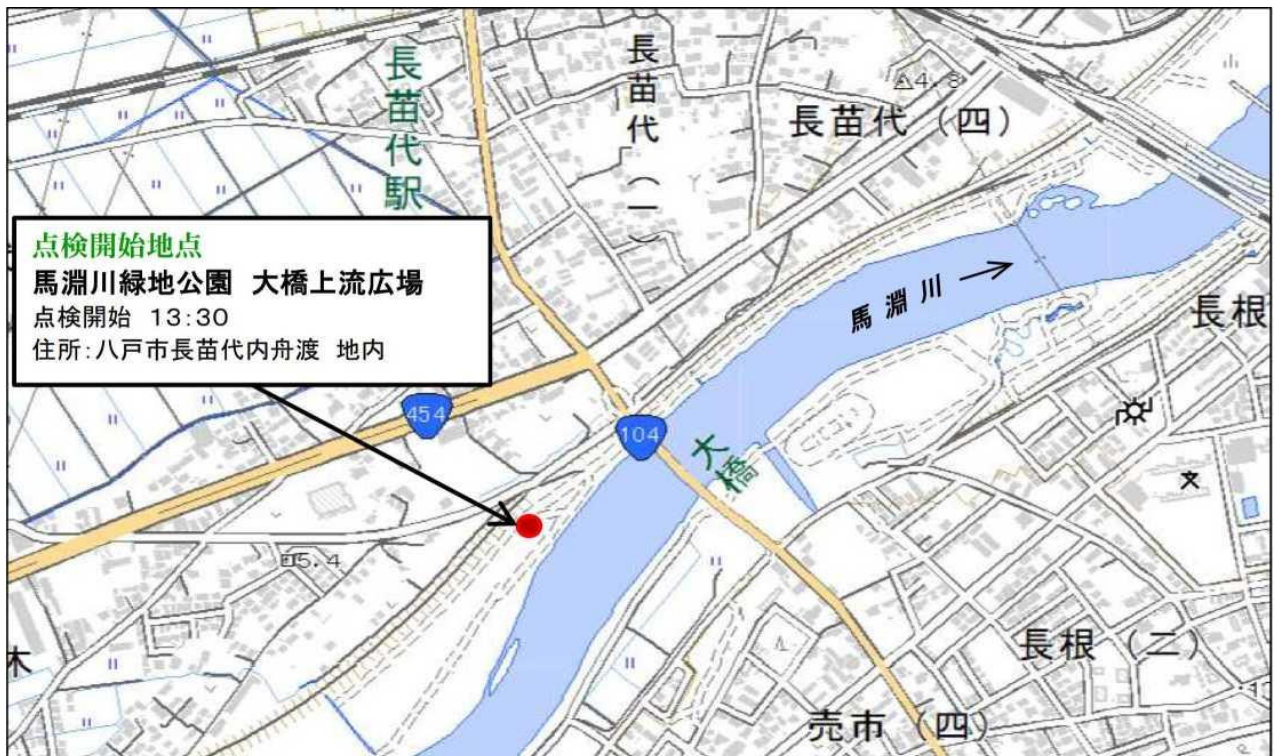 長苗代駅
長苗代(一)
長苗代(四)
4.8
点検開始地点
馬淵川緑地公園 大橋上流広場
点検開始 13:30
住所:八戸市長苗代内舟渡 地内
馬淵川
長根
454
104
大橋
文
5.4
木
長根(二)
売市(四)